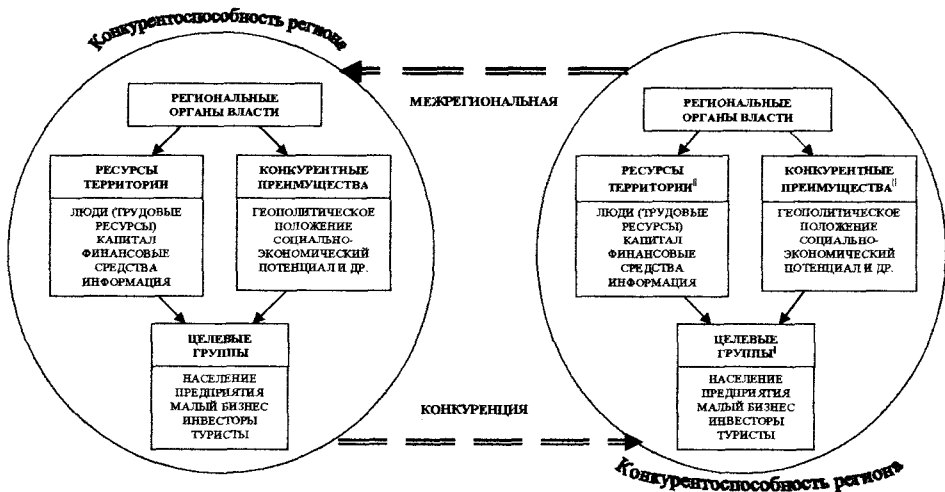 Конкурентоспособность региона
РЕГИОНАЛЬНЫЕ
ОРГАНЫ ВЛАСТИ
РЕСУРСЫ
ТЕРРИТОРИИ
ЛЮДИ (ТРУДОВЫЕ
РЕСУРСЫ)
КАПИТАЛ
ФИНАНСОВЫЕ
СРЕДСТВА
ИНФОРМАЦИЯ
КОНКУРЕНТНЫЕ
ПРЕИМУЩЕСТВА
ГЕОПОЛИТИЧЕСКОЕ
ПОЛОЖЕНИЕ
СОЦИАЛЬНО-
ЭКОНОМИЧЕСКИЙ
ПОТЕНЦИАЛ И ДР.
ЦЕЛЕВЫЕ
ГРУППЫ
НАСЕЛЕНИЕ
ПРЕДПРИЯТИЯ
МАЛЫЙ БИЗНЕС
ИНВЕСТОРЫ
ТУРИСТЫ
МЕЖРЕГИОНАЛЬНАЯ
КОНКУРЕНЦИЯ
РЕГИОНАЛЬНЫЕ
ОРГАНЫ ВЛАСТИ
РЕСУРСЫ
ТЕРРИТОРИИ
ЛЮДИ (ТРУДОВЫЕ
РЕСУРСЫ)
КАПИТАЛ
ФИНАНСОВЫЕ
СРЕДСТВА
ИНФОРМАЦИЯ
КОНКУРЕНТНЫЕ
ПРЕИМУЩЕСТВА
ГЕОПОЛИТИЧЕСКОЕ
ПОЛОЖЕНИЕ
СОЦИАЛЬНО-
ЭКОНОМИЧЕСКИЙ
ПОТЕНЦИАЛ И ДР.
ЦЕЛЕВЫЕ
ГРУППЫ
НАСЕЛЕНИЕ
ПРЕДПРИЯТИЯ
МАЛЫЙ БИЗНЕС
ИНВЕСТОРЫ
ТУРИСТЫ
Конкурентоспособность региона